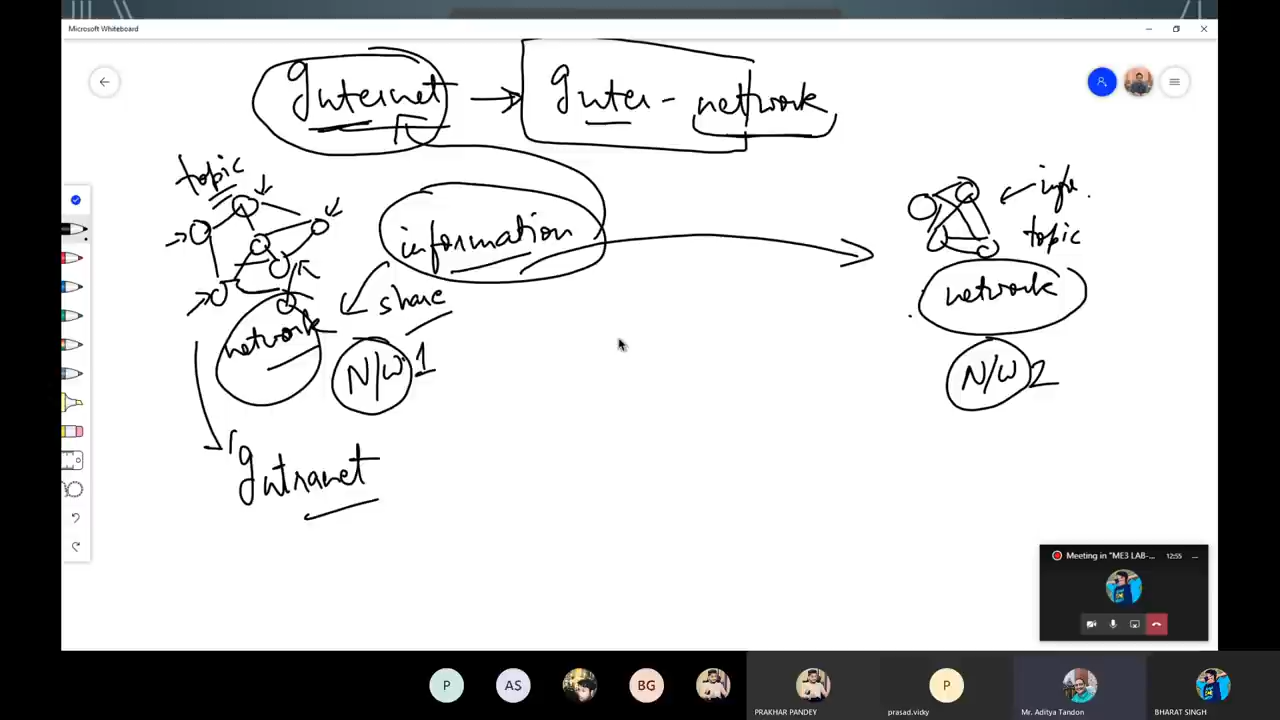 Microsoft Whiteboard
Internet → Inter-network
topic
information
share
network
N/W 1
Intranet
info.
topic
network
N/W 2
Meeting in "ME3 LAB-... 12:55
P
AS
BG
P
PRAKHAR PANDEY
prasad.vicky
Mr. Aditya Tandon
BHARAT SINGH